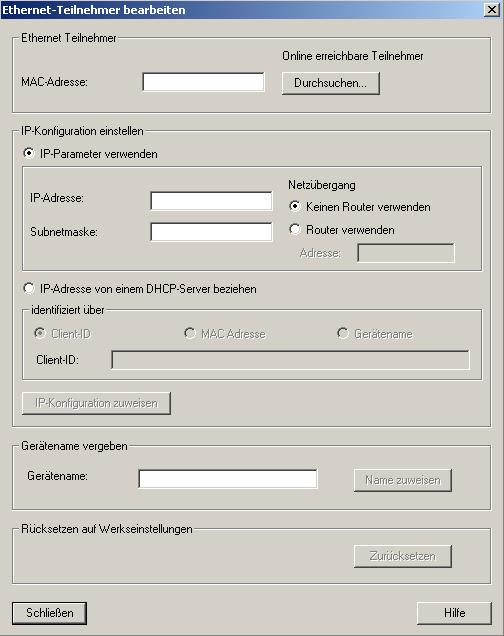 Ethernet-Teilnehmer bearbeiten
Ethernet Teilnehmer
Online erreichbare Teilnehmer
MAC-Adresse:
Durchsuchen...
IP-Konfiguration einstellen
IP-Parameter verwenden
Netzübergang
IP-Adresse:
Keinen Router verwenden
Subnetmaske:
Router verwenden
Adresse:
IP-Adresse von einem DHCP-Server beziehen
identifiziert über
Client-ID
MAC Adresse
Gerätename
Client-ID:
IP-Konfiguration zuweisen
Gerätename vergeben
Gerätename:
Name zuweisen
Rücksetzen auf Werkseinstellungen
Zurücksetzen
Schließen
Hilfe